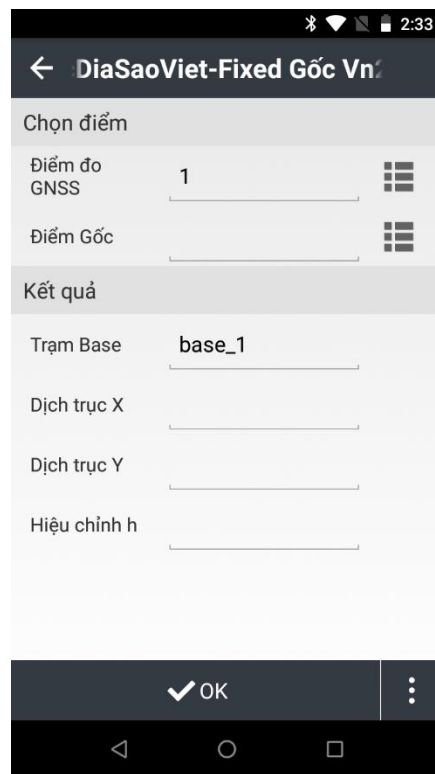 2:33
DiaSaoViet-Fixed Gốc Vn
Chọn điểm
Điểm đo
GNSS
1
Điểm Gốc
Kết quả
Trạm Base
base_1
Dịch trục X
Dịch trục Y
Hiệu chỉnh h
OK